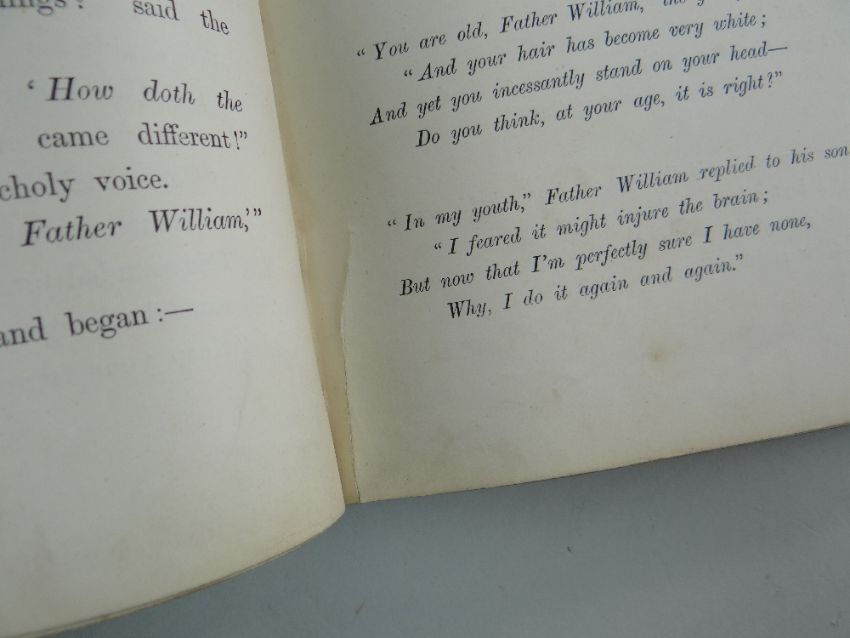 said the
‘ How doth the
came different!”
voice.
Father William,’”
and began :—
“ You are old, Father William,”
“ And your hair has become very white ;
And yet you incessantly stand on your head—
Do you think, at your age, it is right?”
“ In my youth,” Father William replied to his son
“ I feared it might injure the brain ;
But now that I’m perfectly sure I have none,
Why, I do it again and again.”